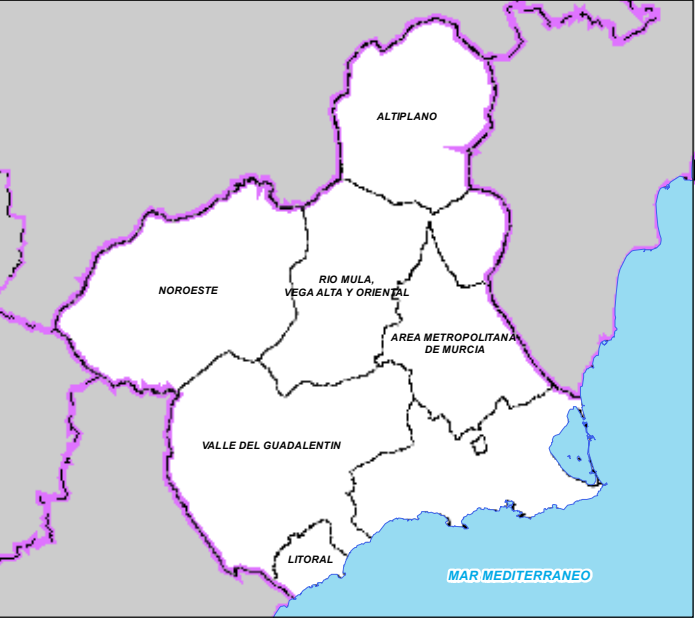 ALTIPLANO
NOROESTE
RIO MULA,
VEGA ALTA Y ORIENTAL
AREA METROPOLITANA
DE MURCIA
VALLE DEL GUADALENTIN
LITORAL
MAR MEDITERRANEO